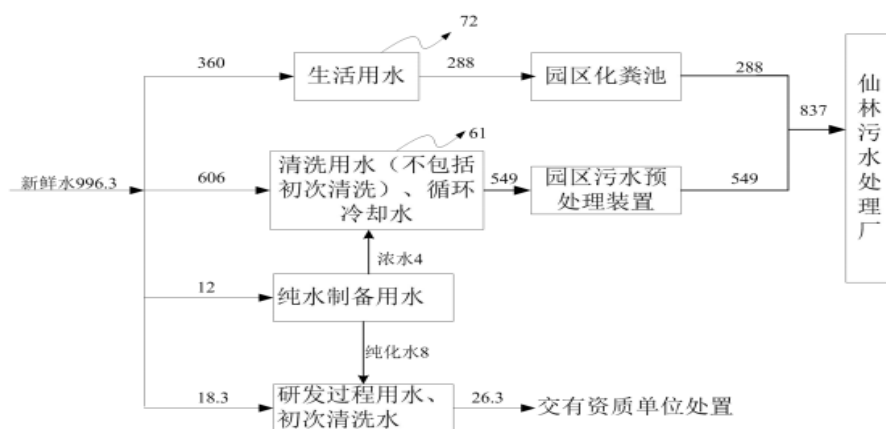 72
360
生活用水
288
园区化粪池
288
837
仙林污水处理厂
61
新鲜水996.3
606
清洗用水（不包括
初次清洗）、循环
冷却水
549
园区污水预
处理装置
549
浓水4
12
纯水制备用水
纯化水8
18.3
研发过程用水、
初次清洗水
26.3
交有资质单位处置